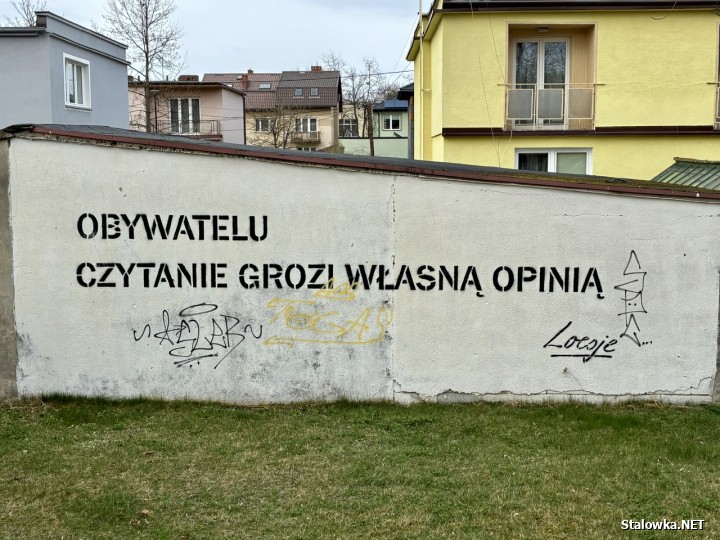 OBYWATELU
CZYTANIE GROZI WŁASNĄ OPINIĄ
Loesje
Stalowka.NET